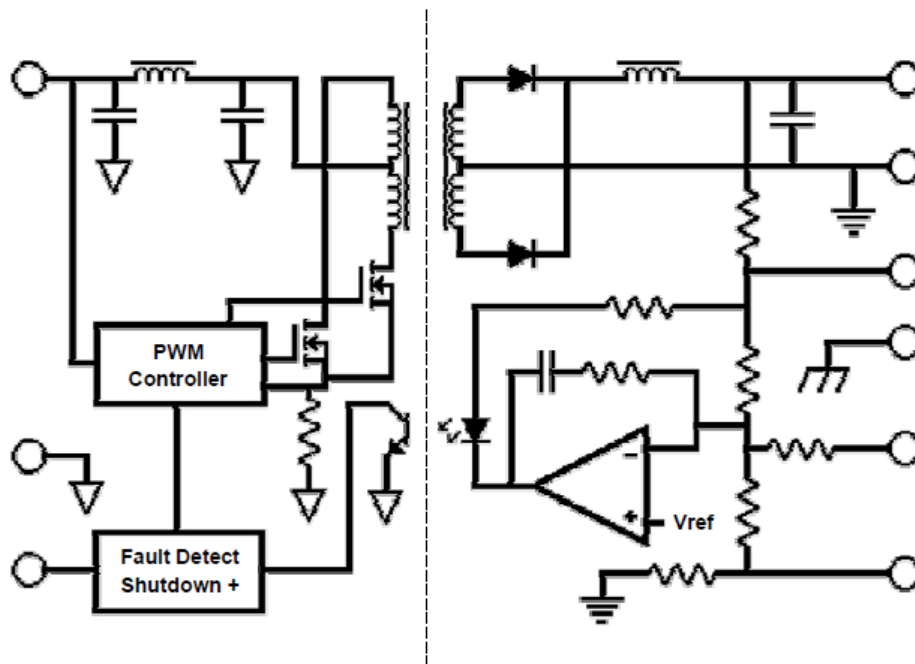 PWM
Controller
Fault Detect
Shutdown +
−
+
Vref